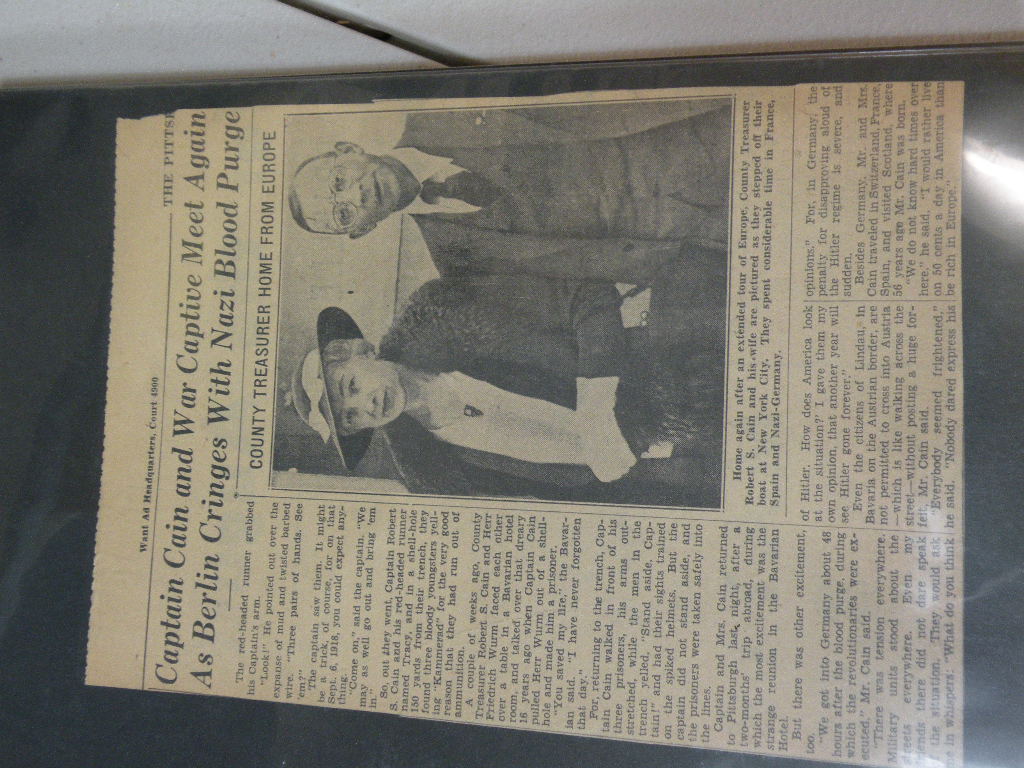 Want Ad Headquarters, Court 4900
THE PITTS
Captain Cain and War Captive Meet Again
As Berlin Cringes With Nazi Blood Purge
The red-headed runner grabbed
his Captain's arm.
"Look!" He pointed out over the
expanse of mud and twisted barbed
wire. "Three pairs of hands. See
'em?"
The captain saw them. It might
be a trick of course, for on that
Sept. 6, 1918, you could expect any-
thing.
"Come on," said the captain. "We
may as well go out and bring 'em
in."
So, out they went, Captain Robert
S. Cain and his red-headed runner
named Tracy, and in a shell-hole
150 yards from their trench, they
found three bloody youngsters yell-
ing "Kammerad" for the very good
reason that they had run out of
ammunition.
A couple of weeks ago, County
Treasurer Robert S. Cain and Herr
Friedrich Wurm faced each other
over a table in a Bavarian hotel
room, and talked over that dreary
16 years ago when Captain Cain
pulled Herr Wurm out of a shell-
hole and made him a prisoner.
"You saved my life," the Bavar-
ian said. "I have never forgotten
that day."
For, returning to the trench, Cap-
tain Cain walked in front of his
three prisoners, his arms out-
stretched, while the men in the
trench yelled, "Stand aside, Cap-
tain!" and had their sights trained
on the spiked helmets. But the
captain did not stand aside, and
the prisoners were taken safely into
the lines.
Captain and Mrs. Cain returned
to Pittsburgh last night, after a
two-months' trip abroad, during
which the most excitement was the
strange reunion in the Bavarian
Hotel.
But there was other excitement,
too.
"We got into Germany about 48
hours after the blood purge, during
which the revolutionaries were ex-
ecuted," Mr. Cain said.
"There was tension everywhere.
Military units stood about the
streets everywhere. Even my
friends there did not dare speak
of the situation. They would ask
me in whispers: "What do you think
COUNTY TREASURER HOME FROM EUROPE
Home again after an extended tour of Europe, County Treasurer
Robert S. Cain and his wife are pictured as they stepped off their
boat at New York City. They spent considerable time in France,
Spain and Nazi-Germany.
of Hitler. How does America look
at the situation?' I gave them my
own opinion, that another year will
see Hitler gone forever."
Even the citizens of Lindau, in
Bavaria on the Austrian border, are
not permitted to cross into Austria
—which is like walking across the
street—without posting a huge for-
feit, Mr. Cain said.
"Everybody seemed frightened,"
he said. "Nobody dared express his
opinions." For, in Germany, the
penalty for disapproving aloud of
the Hitler regime is severe, and
sudden.
Besides Germany, Mr. and Mrs.
Cain traveled in Switzerland, France,
Spain, and visited Scotland, where
56 years ago Mr. Cain was born.
"We do not know hard times over
here," he said, "I would rather live
on 50 cents a day in America than
be rich in Europe."